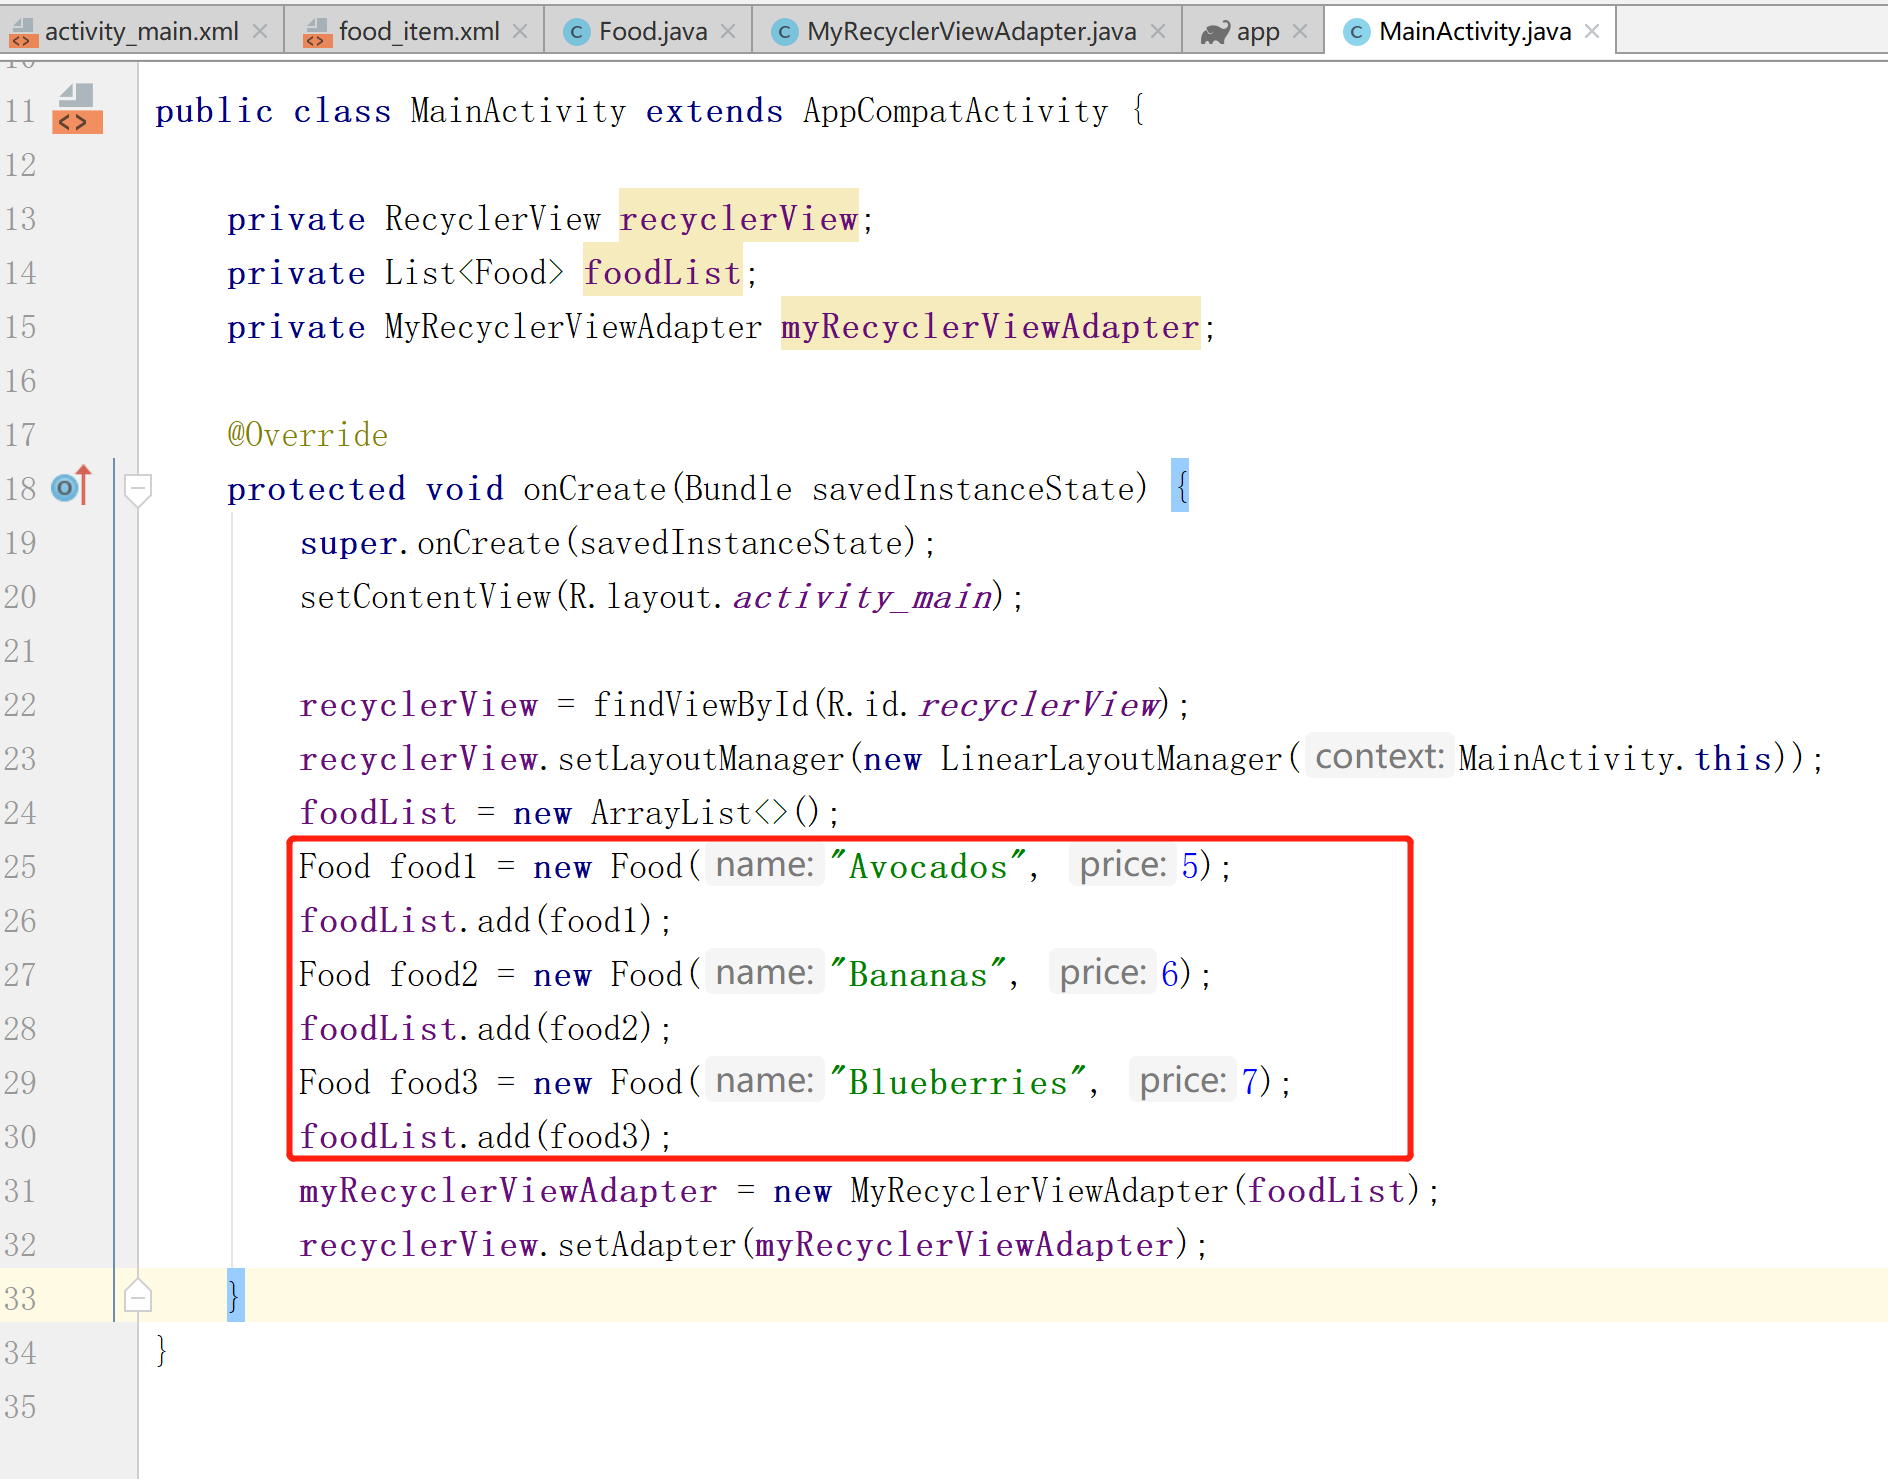 activity_main.xml food_item.xml Food.java MyRecyclerViewAdapter.java app MainActivity.java
11 public class MainActivity extends AppCompatActivity {
12
13 private RecyclerView recyclerView;
14 private List<Food> foodList;
15 private MyRecyclerViewAdapter myRecyclerViewAdapter;
16
17 @Override
18 protected void onCreate(Bundle savedInstanceState) {
19 super.onCreate(savedInstanceState);
20 setContentView(R.layout.activity_main);
21
22 recyclerView = findViewById(R.id.recyclerView);
23 recyclerView.setLayoutManager(new LinearLayoutManager( context: MainActivity.this));
24 foodList = new ArrayList<>();
25 Food food1 = new Food( name: "Avocados", price: 5);
26 foodList.add(food1);
27 Food food2 = new Food( name: "Bananas", price: 6);
28 foodList.add(food2);
29 Food food3 = new Food( name: "Blueberries", price: 7);
30 foodList.add(food3);
31 myRecyclerViewAdapter = new MyRecyclerViewAdapter(foodList);
32 recyclerView.setAdapter(myRecyclerViewAdapter);
33 }
34 }
35